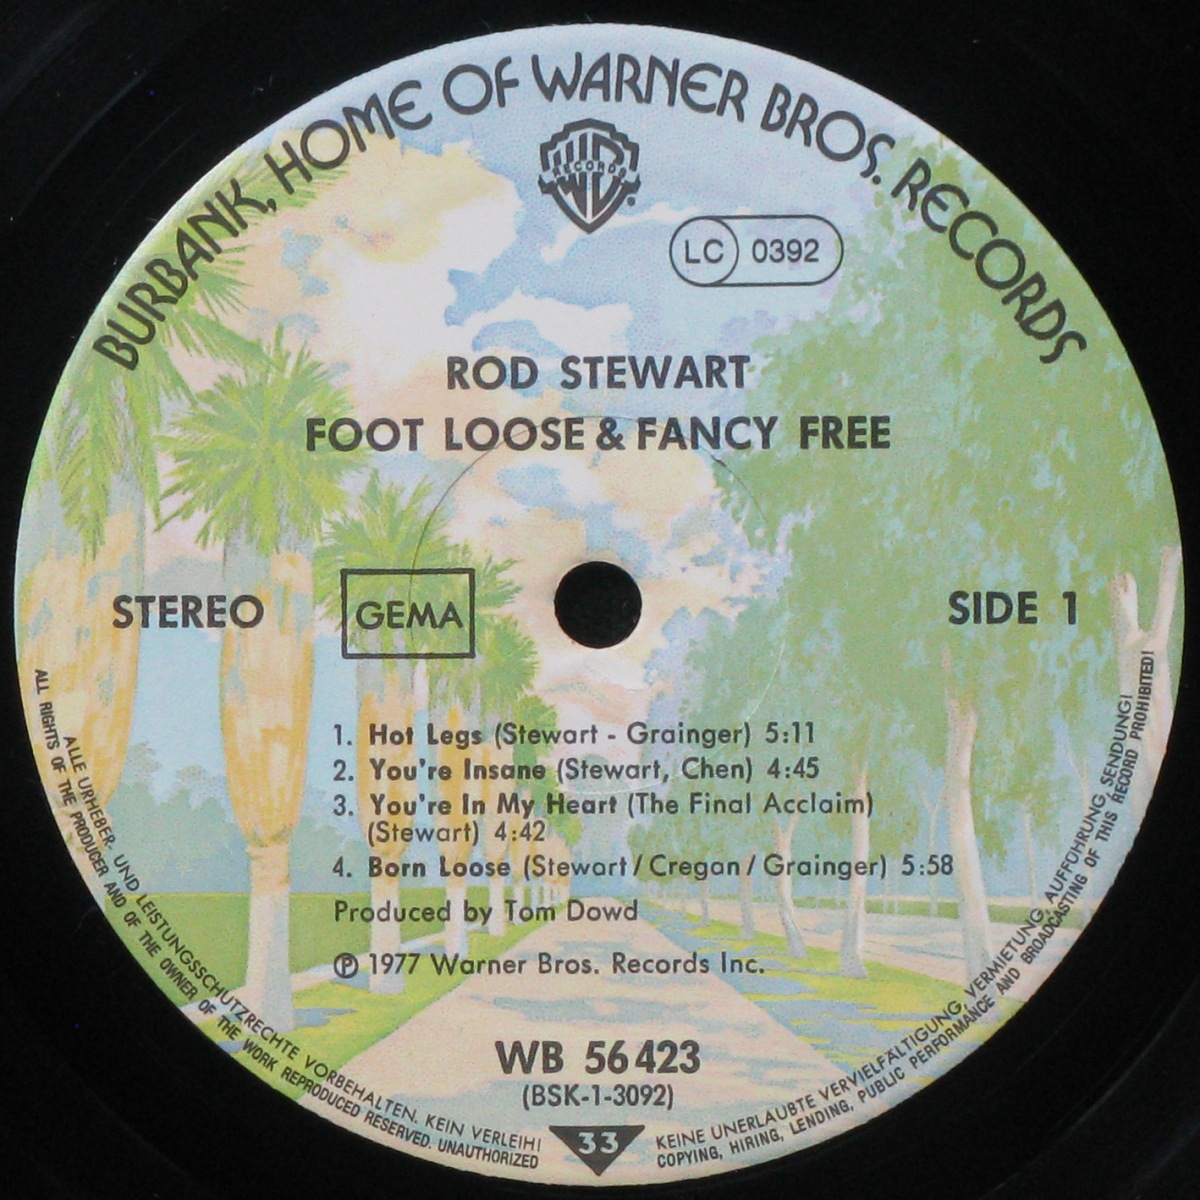 BURBANK, HOME OF WARNER BROS. RECORDS
WB
RECORDS
LC 0392
ROD STEWART
FOOT LOOSE & FANCY FREE
STEREO
GEMA
SIDE 1
1. Hot Legs (Stewart - Grainger) 5:11
2. You're Insane (Stewart, Chen) 4:45
3. You're In My Heart (The Final Acclaim)
(Stewart) 4:42
4. Born Loose (Stewart / Cregan / Grainger) 5:58
Produced by Tom Dowd
℗ 1977 Warner Bros. Records Inc.
WB 56 423
(BSK-1-3092)
33
ALLE URHEBER- UND LEISTUNGSSCHUTZRECHTE VORBEHALTEN. KEIN VERLEIH! KEINE UNERLAUBTE VERVIELFÄLTIGUNG, VERMIETUNG, AUFFÜHRUNG, SENDUNG!
ALL RIGHTS OF THE PRODUCER AND OF THE OWNER OF THE WORK REPRODUCED RESERVED. UNAUTHORIZED COPYING, HIRING, LENDING, PUBLIC PERFORMANCE AND BROADCASTING OF THIS RECORD PROHIBITED!